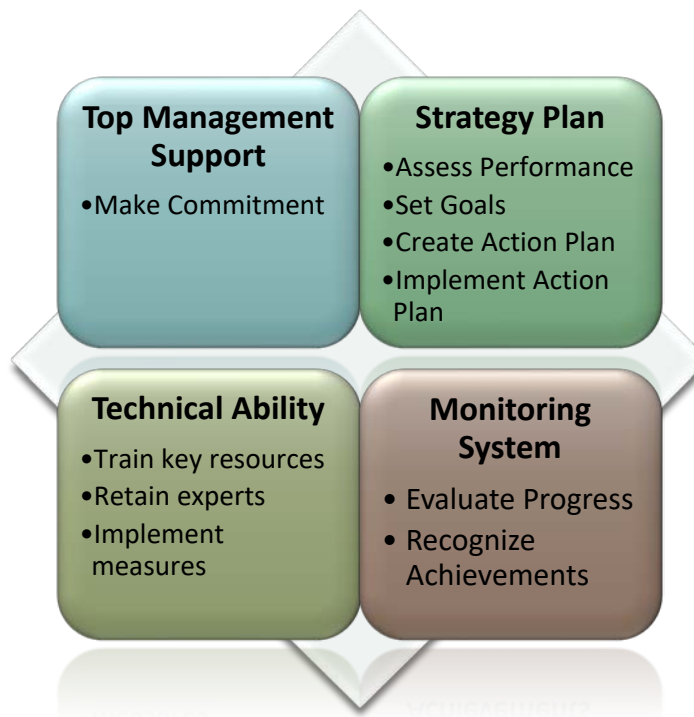 Top Management
Support
•Make Commitment
Strategy Plan
•Assess Performance
•Set Goals
•Create Action Plan
•Implement Action
Plan
Technical Ability
•Train key resources
•Retain experts
•Implement
measures
Monitoring
System
• Evaluate Progress
• Recognize
Achievements